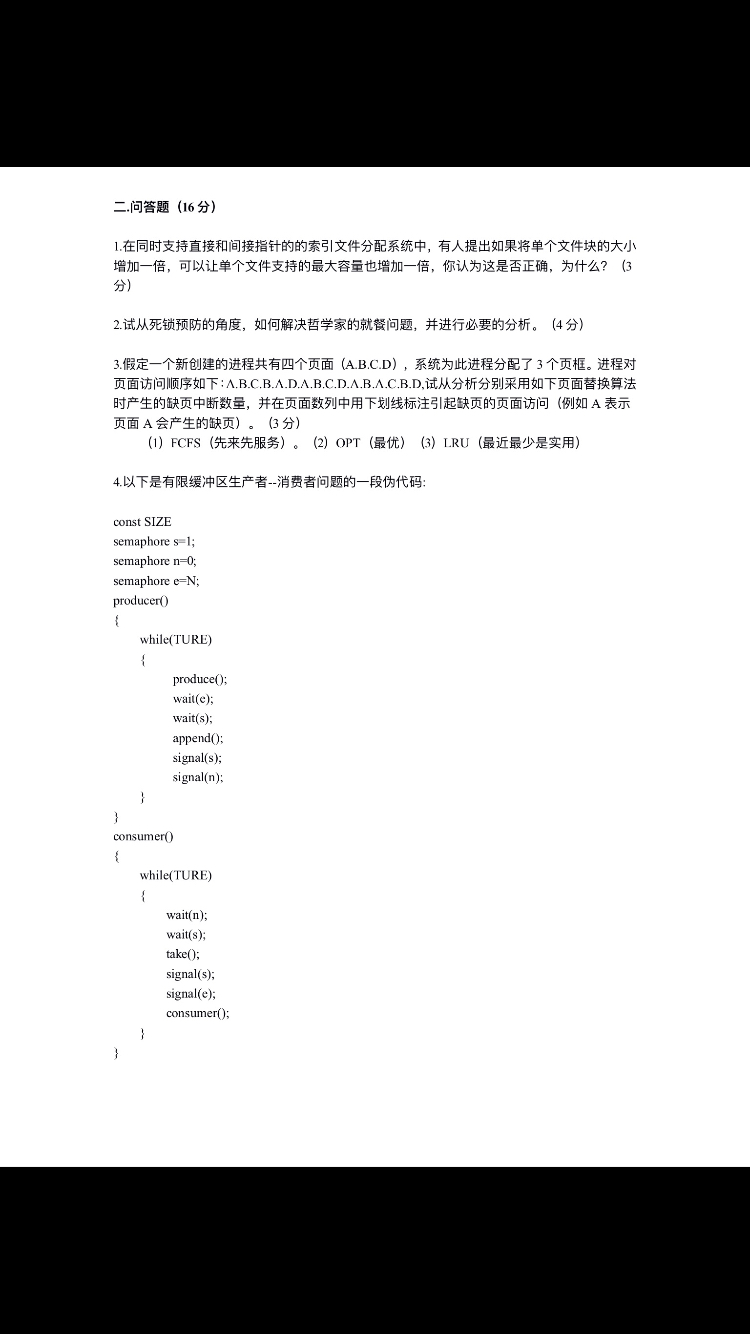 二.问答题（16 分）
1.在同时支持直接和间接指针的的索引文件分配系统中，有人提出如果将单个文件块的大小
增加一倍，可以让单个文件支持的最大容量也增加一倍，你认为这是否正确，为什么？（3
分）
2.试从死锁预防的角度，如何解决哲学家的就餐问题，并进行必要的分析。（4 分）
3.假定一个新创建的进程共有四个页面（A.B.C.D），系统为此进程分配了 3 个页框。进程对
页面访问顺序如下：A.B.C.B.A.D.A.B.C.D.A.B.A.C.B.D,试从分析分别采用如下页面替换算法
时产生的缺页中断数量，并在页面数列中用下划线标注引起缺页的页面访问（例如 A 表示
页面 A 会产生的缺页）。（3 分）
（1）FCFS（先来先服务）。（2）OPT（最优）（3）LRU（最近最少是实用）
4.以下是有限缓冲区生产者--消费者问题的一段伪代码:
const SIZE
semaphore s=1;
semaphore n=0;
semaphore e=N;
producer()
{
while(TURE)
{
produce();
wait(e);
wait(s);
append();
signal(s);
signal(n);
}
}
consumer()
{
while(TURE)
{
wait(n);
wait(s);
take();
signal(s);
signal(e);
consumer();
}
}